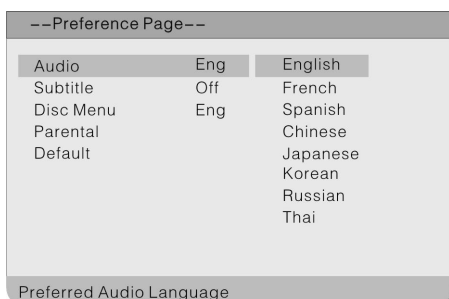 --Preference Page--
Audio Eng English
Subtitle Off French
Disc Menu Eng Spanish
Parental Chinese
Default Japanese
Korean
Russian
Thai
Preferred Audio Language